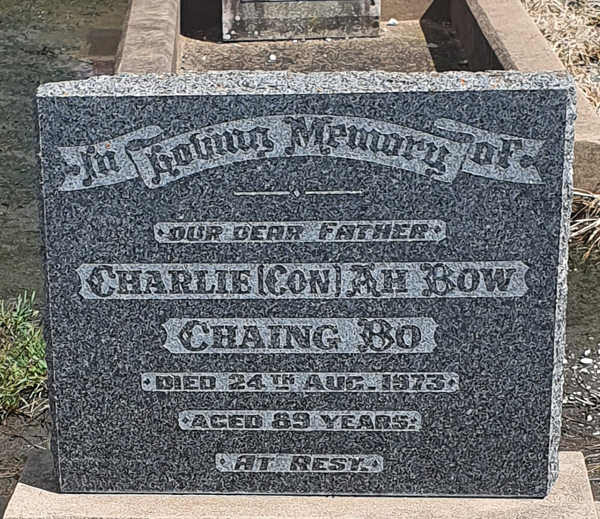 In Loving Memory of
OUR DEAR FATHER
CHARLIE (CON) AH BOW
CHAING BO
DIED 24TH AUG. 1973
AGED 89 YEARS.
AT REST.